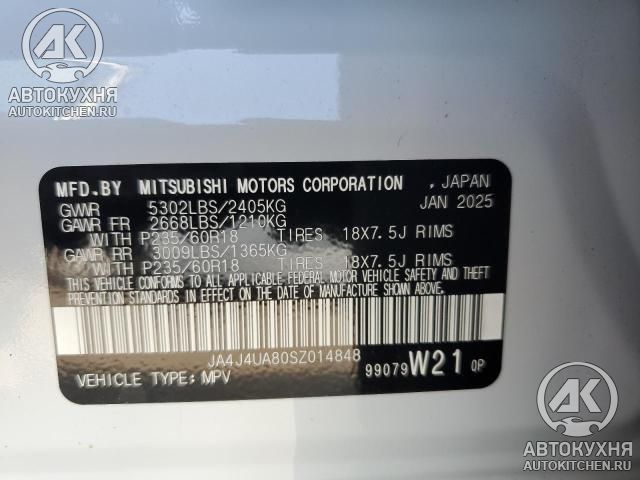 АВТОКУХНЯ
AUTOKITCHEN.RU
MFD.BY MITSUBISHI MOTORS CORPORATION , JAPAN
GVWR 5302LBS/2405KG JAN 2025
GAWR FR 2668LBS/1210KG
WITH P235/60R18 TIRES 18X7.5J RIMS
GAWR RR 3009LBS/1365KG
WITH P235/60R18 TIRES 18X7.5J RIMS
THIS VEHICLE CONFORMS TO ALL APPLICABLE FEDERAL MOTOR VEHICLE SAFETY AND THEFT
PREVENTION STANDARDS IN EFFECT ON THE DATE OF MANUFACTURE SHOWN ABOVE.
JA4J4UA80SZ014848
99079 W21 0P
VEHICLE TYPE: MPV
АВТОКУХНЯ
AUTOKITCHEN.RU